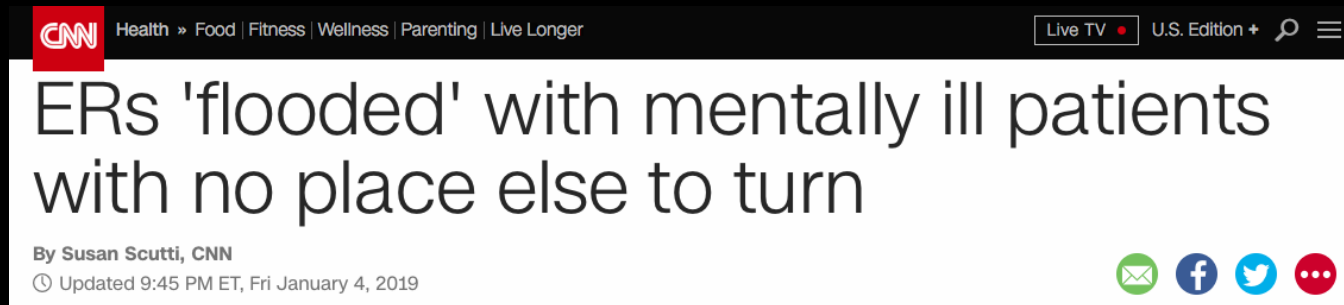 CNN Health » Food | Fitness | Wellness | Parenting | Live Longer Live TV U.S. Edition +
ERs 'flooded' with mentally ill patients
with no place else to turn
By Susan Scutti, CNN
Updated 9:45 PM ET, Fri January 4, 2019